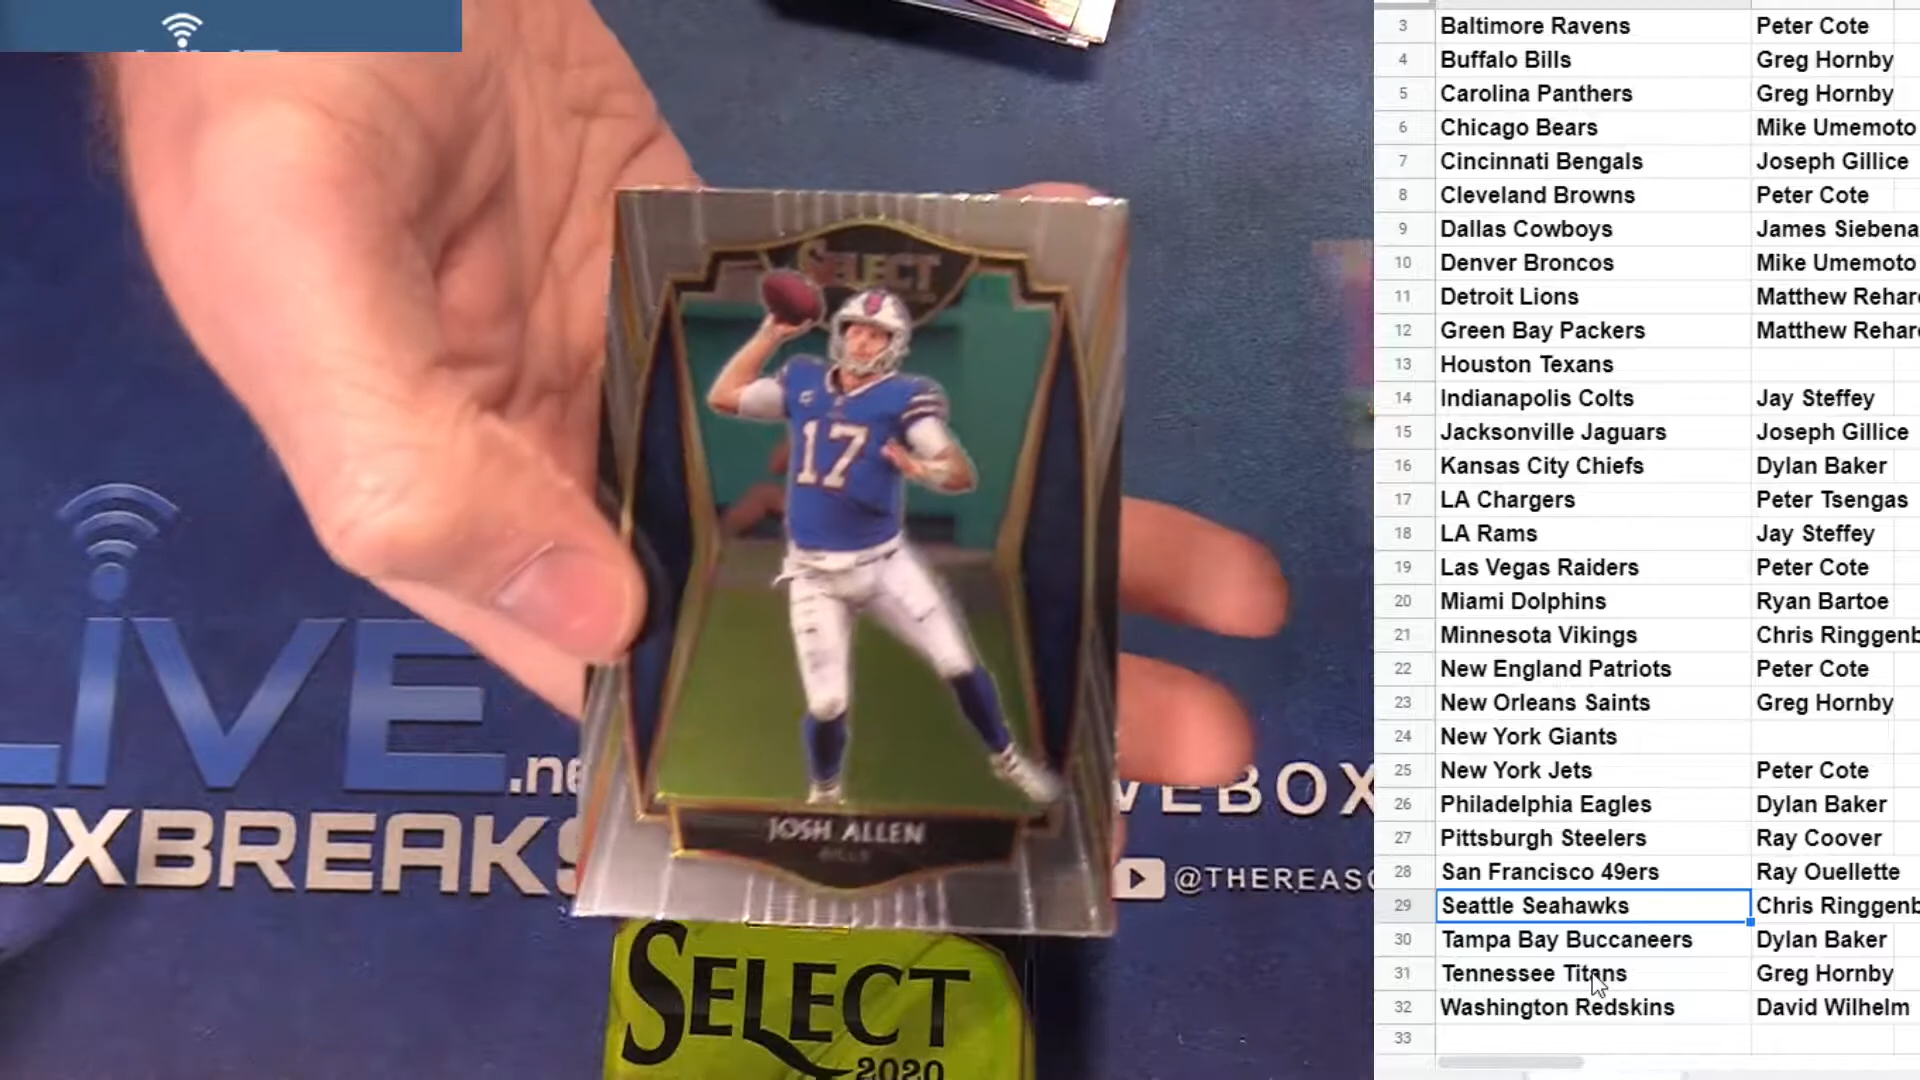 SELECT
17
JOSH ALLEN
BILLS
LIVE.ne
OXBREAKS
VEBOX
@THEREASO
SELECT
2020
3 Baltimore Ravens Peter Cote
4 Buffalo Bills Greg Hornby
5 Carolina Panthers Greg Hornby
6 Chicago Bears Mike Umemoto
7 Cincinnati Bengals Joseph Gillice
8 Cleveland Browns Peter Cote
9 Dallas Cowboys James Siebena
10 Denver Broncos Mike Umemoto
11 Detroit Lions Matthew Rehar
12 Green Bay Packers Matthew Rehar
13 Houston Texans
14 Indianapolis Colts Jay Steffey
15 Jacksonville Jaguars Joseph Gillice
16 Kansas City Chiefs Dylan Baker
17 LA Chargers Peter Tsengas
18 LA Rams Jay Steffey
19 Las Vegas Raiders Peter Cote
20 Miami Dolphins Ryan Bartoe
21 Minnesota Vikings Chris Ringgenb
22 New England Patriots Peter Cote
23 New Orleans Saints Greg Hornby
24 New York Giants
25 New York Jets Peter Cote
26 Philadelphia Eagles Dylan Baker
27 Pittsburgh Steelers Ray Coover
28 San Francisco 49ers Ray Ouellette
29 Seattle Seahawks Chris Ringgenb
30 Tampa Bay Buccaneers Dylan Baker
31 Tennessee Titans Greg Hornby
32 Washington Redskins David Wilhelm
33